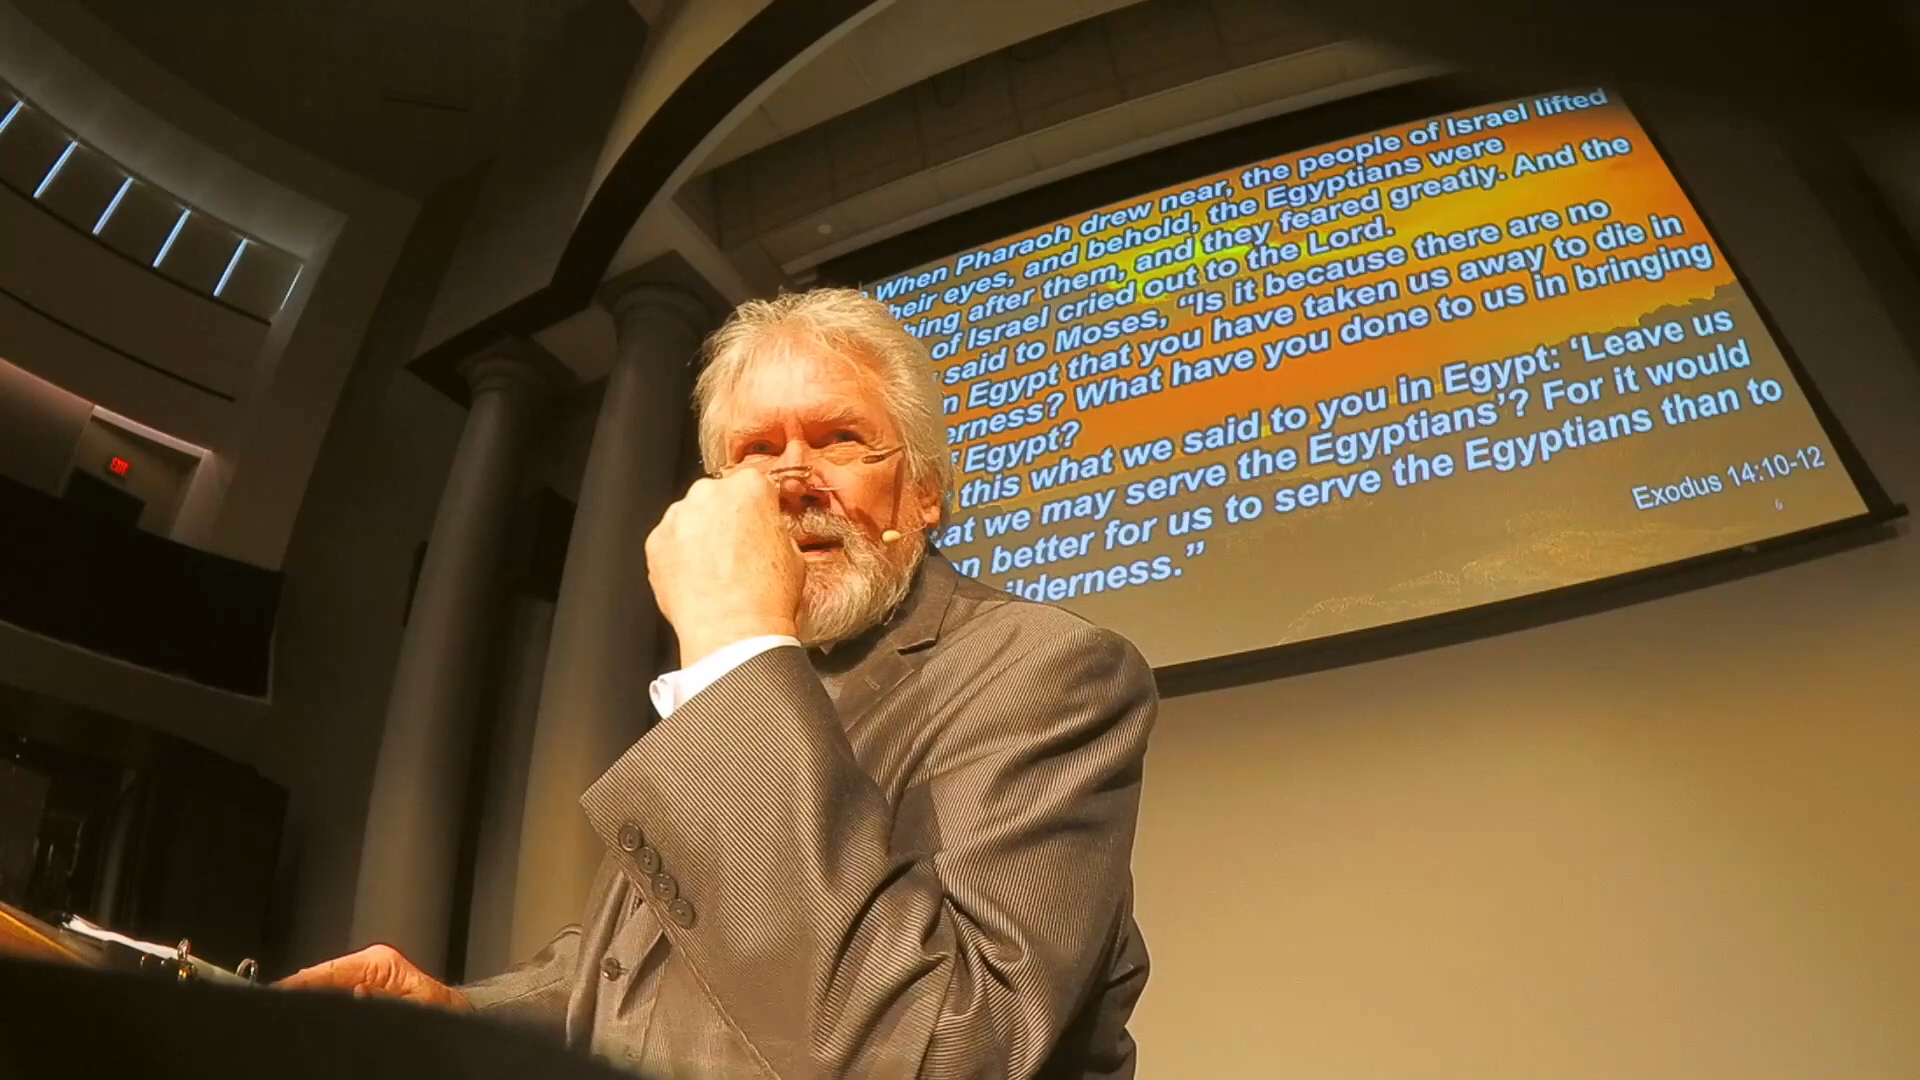 When Pharaoh drew near, the people of Israel lifted
heir eyes, and behold, the Egyptians were
hing after them, and they feared greatly. And the
of Israel cried out to the Lord.
said to Moses, “Is it because there are no
n Egypt that you have taken us away to die in
erness? What have you done to us in bringing
f Egypt?
this what we said to you in Egypt: ‘Leave us
at we may serve the Egyptians’? For it would
n better for us to serve the Egyptians than to
ilderness.”
Exodus 14:10-12
6
EXIT